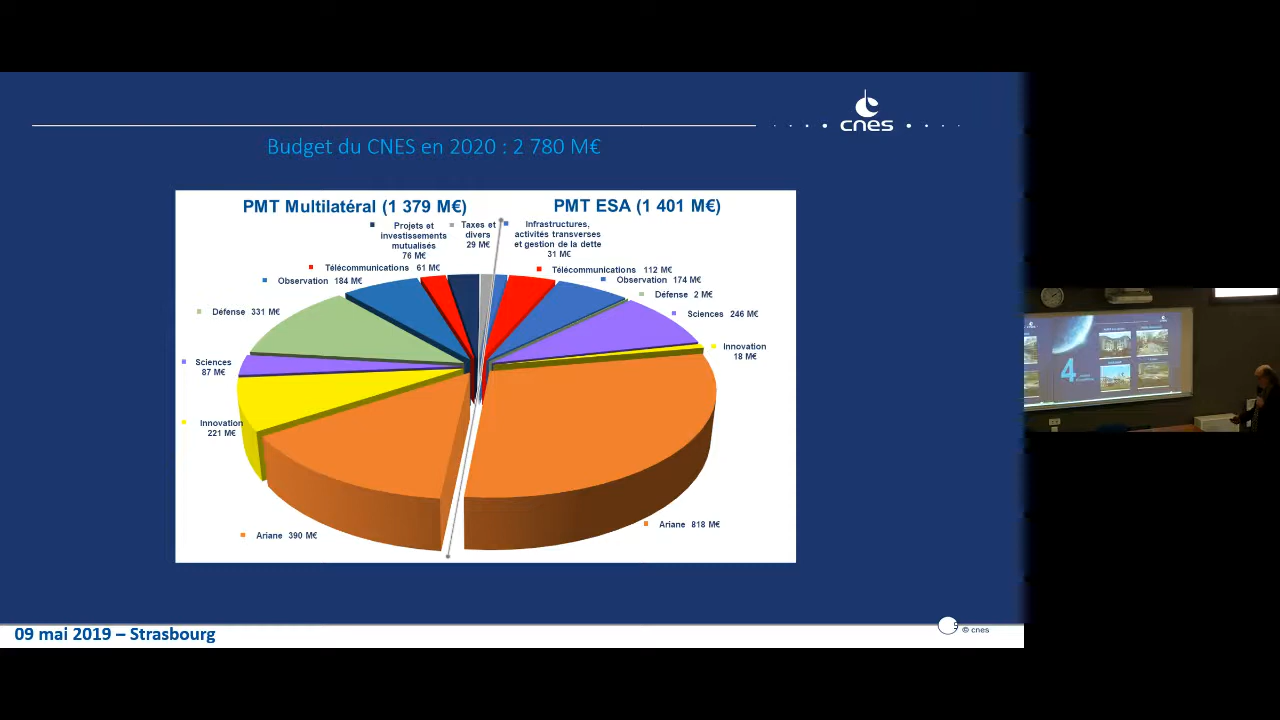 cnes
Budget du CNES en 2020 : 2 780 M€
PMT Multilatéral (1 379 M€)
PMT ESA (1 401 M€)
Projets et
investissements
mutualisés
76 M€
Taxes et
divers
29 M€
Infrastructures,
activités transverses
et gestion de la dette
31 M€
Télécommunications 61 M€
Télécommunications 112 M€
Observation 184 M€
Observation 174 M€
Défense 2 M€
Défense 331 M€
Sciences 246 M€
Innovation
18 M€
Sciences
87 M€
Innovation
221 M€
Ariane 390 M€
Ariane 818 M€
4
09 mai 2019 – Strasbourg
© cnes